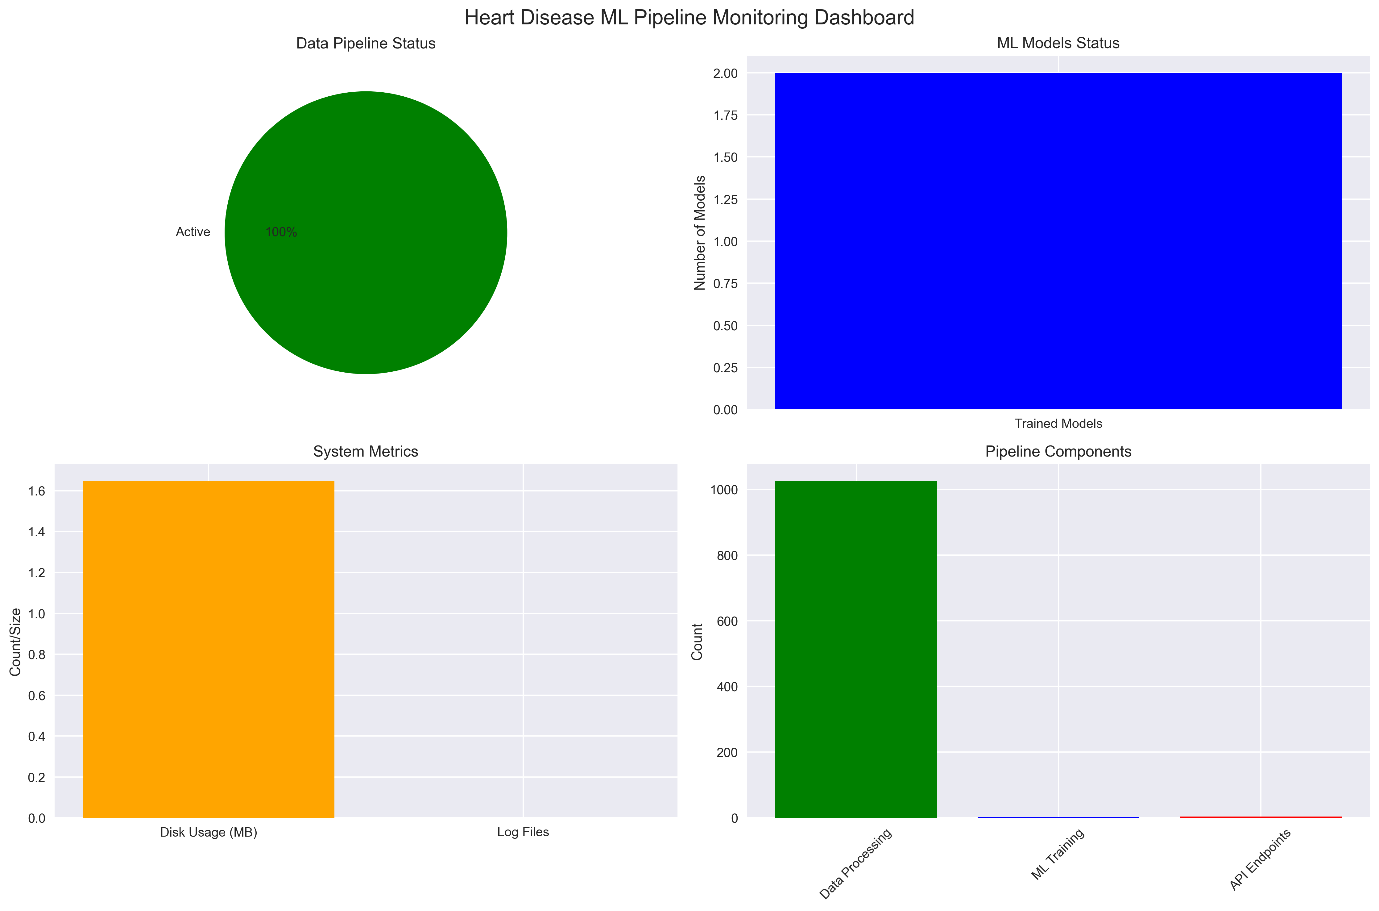 Heart Disease ML Pipeline Monitoring Dashboard
Data Pipeline Status
Active
100%
ML Models Status
Number of Models
2.00
1.75
1.50
1.25
1.00
0.75
0.50
0.25
0.00
Trained Models
System Metrics
Count/Size
1.6
1.4
1.2
1.0
0.8
0.6
0.4
0.2
0.0
Disk Usage (MB)
Log Files
Pipeline Components
Count
1000
800
600
400
200
0
Data Processing
ML Training
API Endpoints